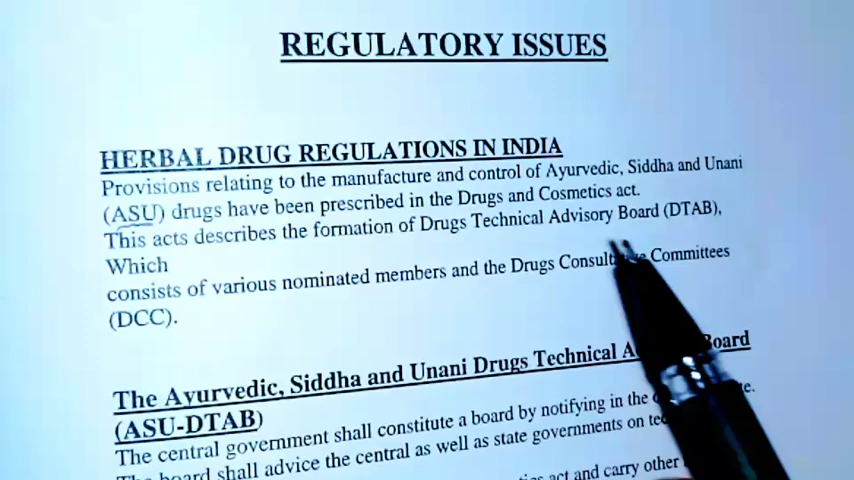 REGULATORY ISSUES
HERBAL DRUG REGULATIONS IN INDIA
Provisions relating to the manufacture and control of Ayurvedic, Siddha and Unani
(ASU) drugs have been prescribed in the Drugs and Cosmetics act.
This acts describes the formation of Drugs Technical Advisory Board (DTAB),
Which
consists of various nominated members and the Drugs Committees
(DCC).
The Ayurvedic, Siddha and Unani Drugs Technical Board
(ASU-DTAB)
The central government shall constitute a board by notifying in the
The board shall advice the central as well as state governments on
act and carry other